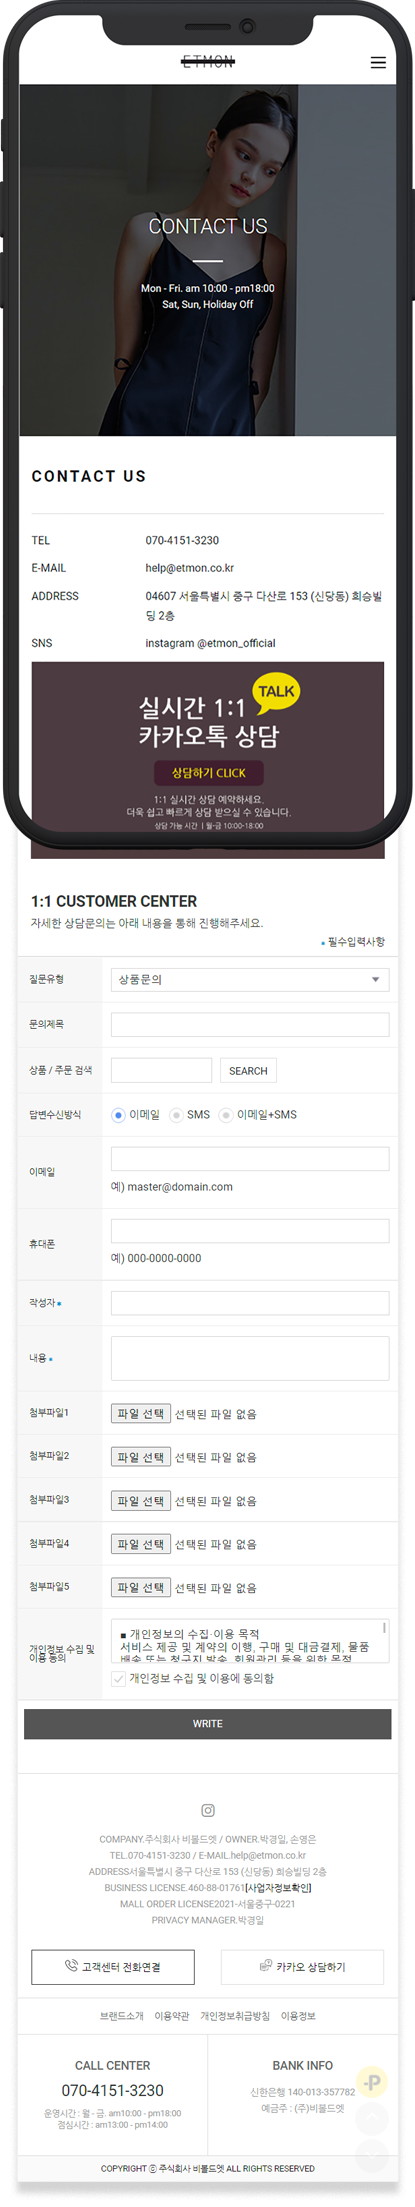 ETMON
CONTACT US
Mon - Fri. am 10:00 - pm18:00
Sat, Sun, Holiday Off
CONTACT US
TEL 070-4151-3230
E-MAIL help@etmon.co.kr
ADDRESS 04607 서울특별시 중구 다산로 153 (신당동) 희승빌
딩 2층
SNS instagram @etmon_official
TALK
실시간 1:1
카카오톡 상담
상담하기 CLICK
1:1 실시간 상담 예약하세요.
더욱 쉽고 빠르게 상담 받으실 수 있습니다.
상담 가능 시간 | 월-금 10:00-18:00
1:1 CUSTOMER CENTER
자세한 상담문의는 아래 내용을 통해 진행해주세요.
■ 필수입력사항
질문유형 상품문의
문의제목
상품 / 주문 검색 SEARCH
답변수신방식 이메일 SMS 이메일+SMS
이메일
예) master@domain.com
휴대폰
예) 000-0000-0000
작성자 ■
내용 ■
첨부파일1 파일 선택 선택된 파일 없음
첨부파일2 파일 선택 선택된 파일 없음
첨부파일3 파일 선택 선택된 파일 없음
첨부파일4 파일 선택 선택된 파일 없음
첨부파일5 파일 선택 선택된 파일 없음
개인정보 수집 및
이용 동의
■ 개인정보의 수집·이용 목적
서비스 제공 및 계약의 이행, 구매 및 대금결제, 물품
배송 또는 청구지 발송, 회원관리 등을 위한 목적
개인정보 수집 및 이용에 동의함
WRITE
COMPANY.주식회사 비볼드엣 / OWNER.박경일, 손영은
TEL.070-4151-3230 / E-MAIL.help@etmon.co.kr
ADDRESS서울특별시 중구 다산로 153 (신당동) 희승빌딩 2층
BUSINESS LICENSE.460-88-01761[사업자정보확인]
MALL ORDER LICENSE2021-서울중구-0221
PRIVACY MANAGER.박경일
고객센터 전화연결 카카오 상담하기
브랜드소개 이용약관 개인정보취급방침 이용정보
CALL CENTER
070-4151-3230
운영시간 : 월 - 금. am10:00 - pm18:00
점심시간 : am13:00 - pm14:00
BANK INFO
신한은행 140-013-357782
예금주 : (주)비볼드엣
P
COPYRIGHT ⓒ 주식회사 비볼드엣 ALL RIGHTS RESERVED